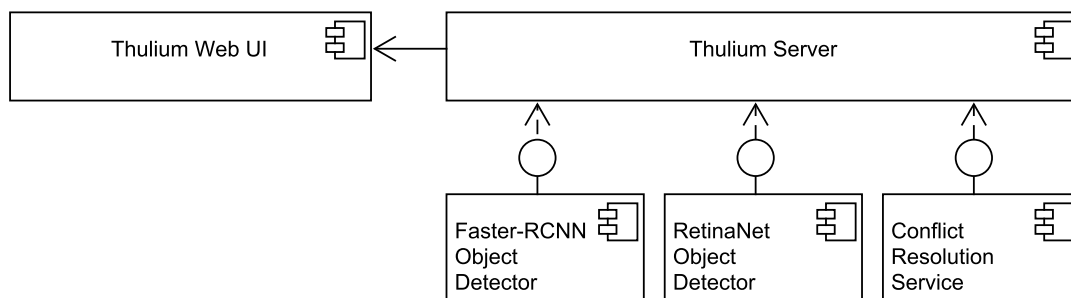 Thulium Web UI
Thulium Server
Faster-RCNN
Object
Detector
RetinaNet
Object
Detector
Conflict
Resolution
Service